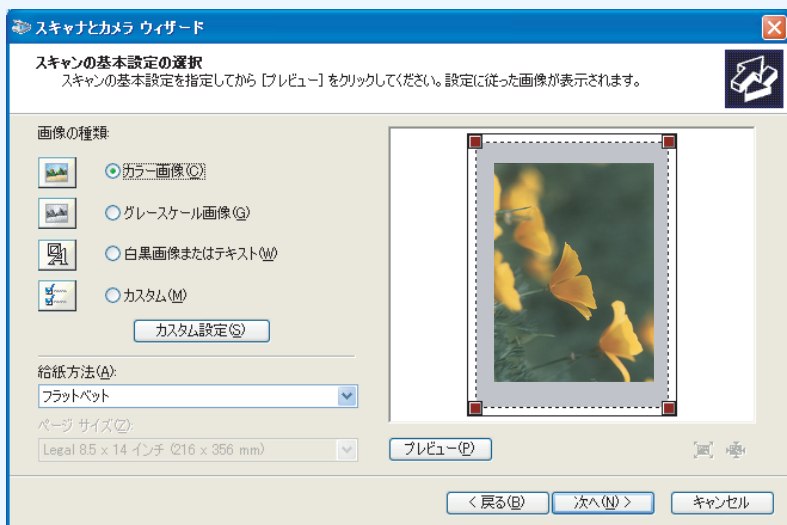 スキャナとカメラ ウィザード
スキャンの基本設定の選択
スキャンの基本設定を指定してから [プレビュー] をクリックしてください。設定に従った画像が表示されます。
画像の種類:
カラー画像(C)
グレースケール画像(G)
白黒画像またはテキスト(W)
カスタム(M)
カスタム設定(S)
給紙方法(A):
フラットベット
ページ サイズ(Z):
Legal 8.5 x 14 インチ (216 x 356 mm)
プレビュー(P)
< 戻る(B)
次へ(N) >
キャンセル